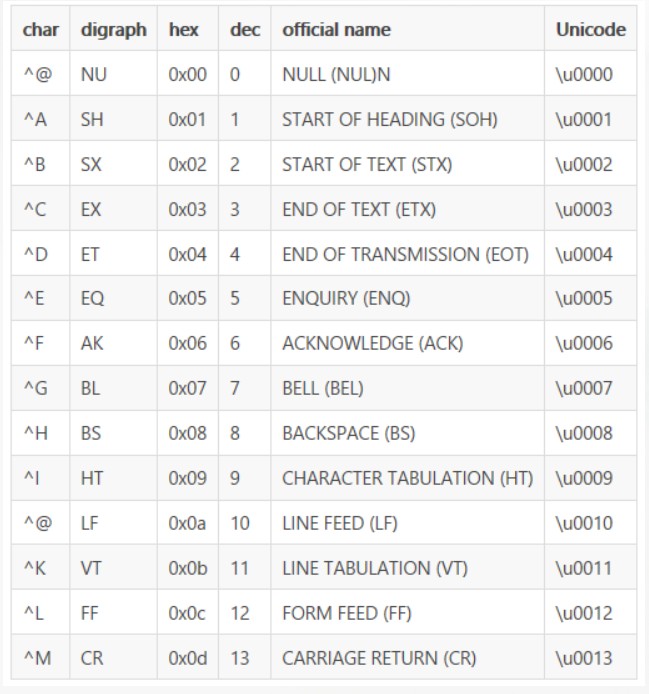 char digraph hex dec official name Unicode
^@ NU 0x00 0 NULL (NUL)N \u0000
^A SH 0x01 1 START OF HEADING (SOH) \u0001
^B SX 0x02 2 START OF TEXT (STX) \u0002
^C EX 0x03 3 END OF TEXT (ETX) \u0003
^D ET 0x04 4 END OF TRANSMISSION (EOT) \u0004
^E EQ 0x05 5 ENQUIRY (ENQ) \u0005
^F AK 0x06 6 ACKNOWLEDGE (ACK) \u0006
^G BL 0x07 7 BELL (BEL) \u0007
^H BS 0x08 8 BACKSPACE (BS) \u0008
^I HT 0x09 9 CHARACTER TABULATION (HT) \u0009
^@ LF 0x0a 10 LINE FEED (LF) \u0010
^K VT 0x0b 11 LINE TABULATION (VT) \u0011
^L FF 0x0c 12 FORM FEED (FF) \u0012
^M CR 0x0d 13 CARRIAGE RETURN (CR) \u0013